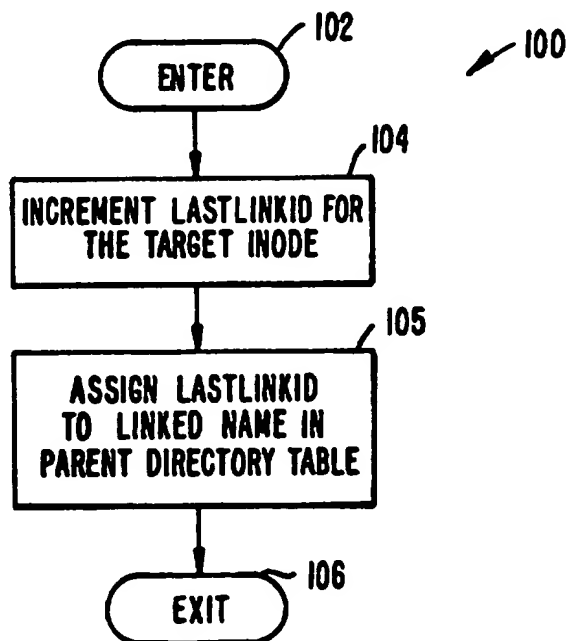 102
ENTER
100
104
INCREMENT LASTLINKID FOR
THE TARGET INODE
105
ASSIGN LASTLINKID
TO LINKED NAME IN
PARENT DIRECTORY TABLE
106
EXIT